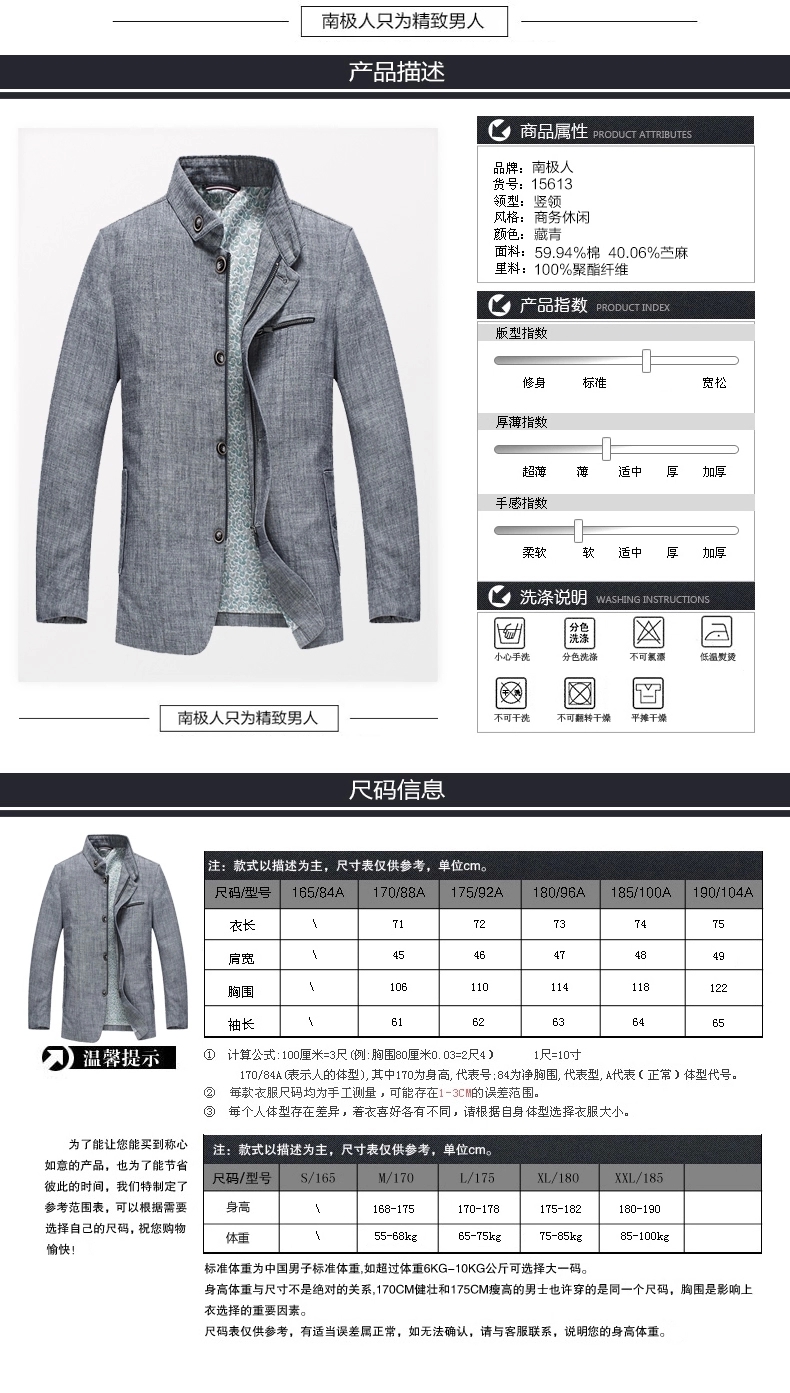 南极人只为精致男人
产品描述
商品属性 PRODUCT ATTRIBUTES
品牌：南极人
货号：15613
领型：竖领
风格：商务休闲
颜色：藏青
面料：59.94%棉 40.06%苎麻
里料：100%聚酯纤维
产品指数 PRODUCT INDEX
版型指数
修身 标准 宽松
厚薄指数
超薄 薄 适中 厚 加厚
手感指数
柔软 软 适中 厚 加厚
洗涤说明 WASHING INSTRUCTIONS
分色
洗涤
小心手洗 分色洗涤 不可氯漂 低温熨烫
干洗
不可干洗 不可翻转干燥 平摊干燥
南极人只为精致男人
尺码信息
注：款式以描述为主，尺寸表仅供参考，单位cm。
尺码/型号 165/84A 170/88A 175/92A 180/96A 185/100A 190/104A
衣长 \ 71 72 73 74 75
肩宽 \ 45 46 47 48 49
胸围 \ 106 110 114 118 122
袖长 \ 61 62 63 64 65
温馨提示
① 计算公式:100厘米=3尺(例:胸围80厘米0.03=2尺4) 1尺=10寸
170/84A(表示人的体型),其中170为身高,代表号;84为净胸围,代表型,A代表(正常)体型代号。
② 每款衣服尺码均为手工测量,可能存在1-3CM的误差范围。
③ 每个人体型存在差异,着衣喜好各有不同,请根据自身体型选择衣服大小。
为了能让您能买到称心
如意的产品，也为了能节省
彼此的时间，我们特制定了
参考范围表，可以根据需要
选择自己的尺码，祝您购物
愉快！
注：款式以描述为主，尺寸表仅供参考，单位cm。
尺码/型号 S/165 M/170 L/175 XL/180 XXL/185
身高 \ 168-175 170-178 175-182 180-190
体重 \ 55-68kg 65-75kg 75-85kg 85-100kg
标准体重为中国男子标准体重,如超过体重6KG-10KG公斤可选择大一码。
身高体重与尺寸不是绝对的关系,170CM健壮和175CM瘦高的男士也许穿的是同一个尺码，胸围是影响上
衣选择的重要因素。
尺码表仅供参考，有适当误差属正常，如无法确认，请与客服联系，说明您的身高体重。